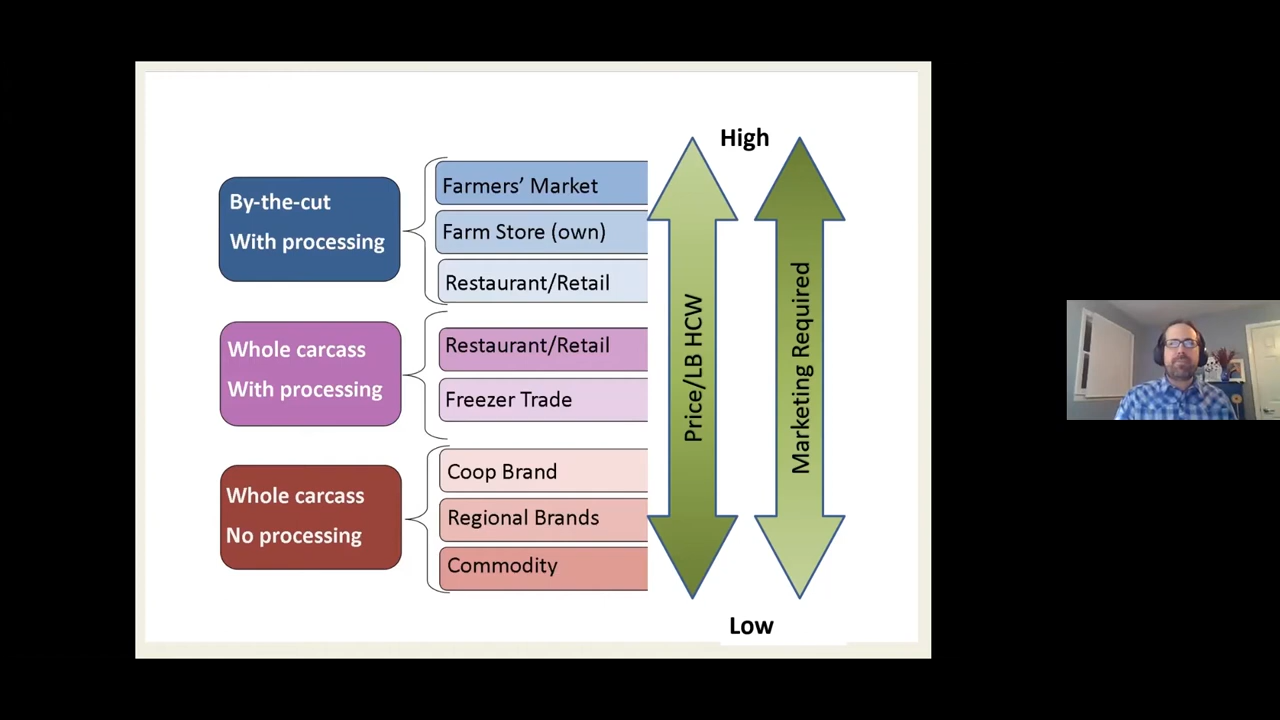 High
By-the-cut
With processing
Farmers’ Market
Farm Store (own)
Restaurant/Retail
Whole carcass
With processing
Restaurant/Retail
Freezer Trade
Whole carcass
No processing
Coop Brand
Regional Brands
Commodity
Price/LB HCW
Marketing Required
Low